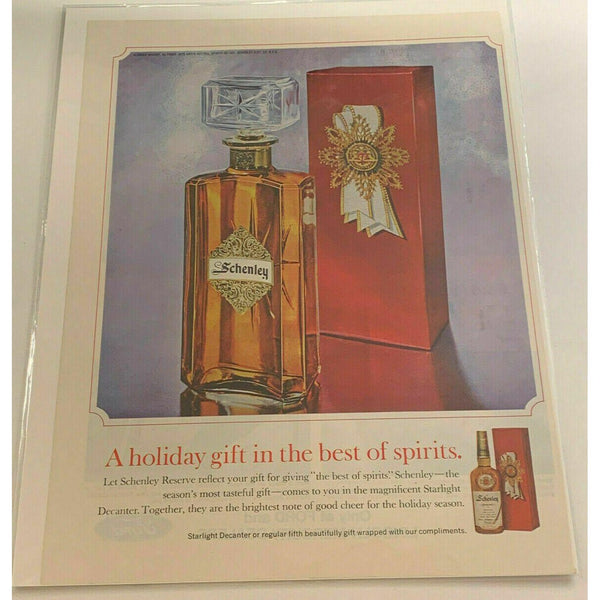 Schenley
A holiday gift in the best of spirits.
Let Schenley Reserve reflect your gift for giving "the best of spirits." Schenley—the
season's most tasteful gift—comes to you in the magnificent Starlight
Decanter. Together, they are the brightest note of good cheer for the holiday season.
Schenley
Starlight Decanter or regular fifth beautifully gift wrapped with our compliments.